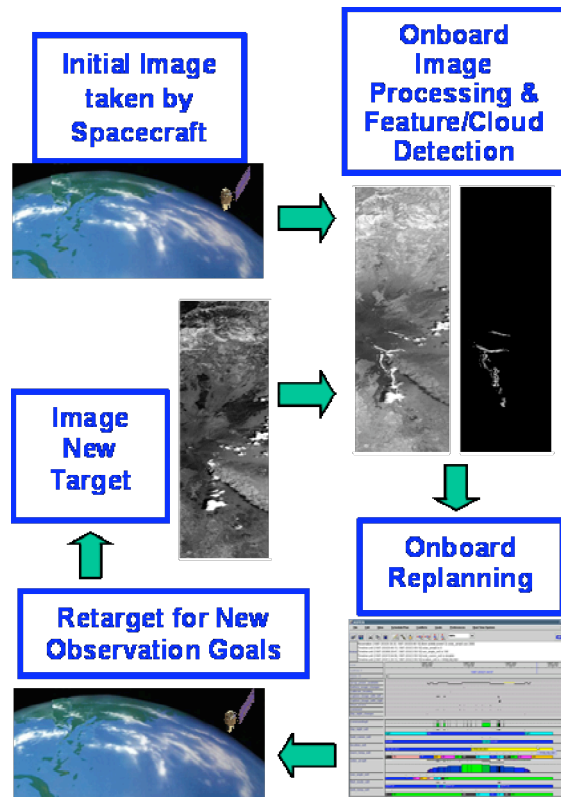 Initial Image
taken by
Spacecraft
Onboard
Image
Processing &
Feature/Cloud
Detection
Image
New
Target
Onboard
Replanning
Retarget for New
Observation Goals